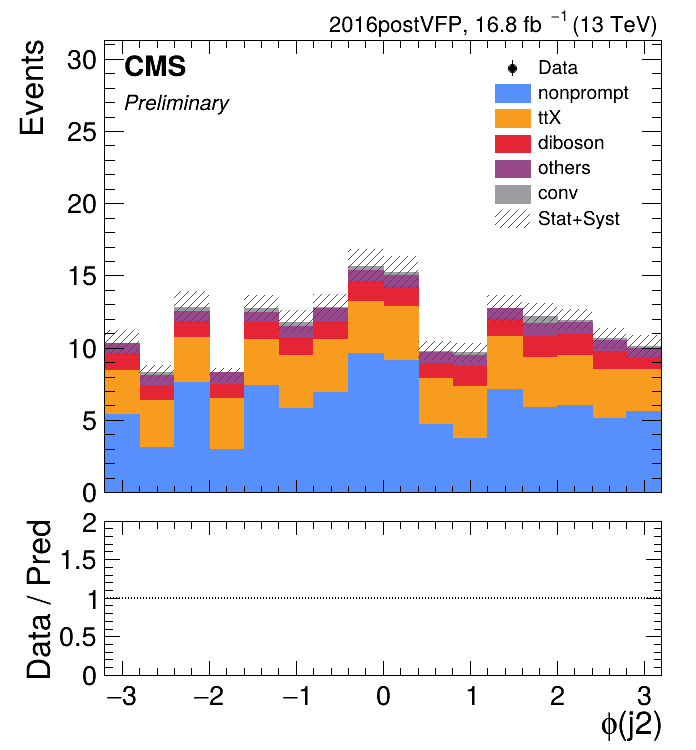 2016postVFP, 16.8 fb⁻¹ (13 TeV)
CMS
Preliminary
Events
30
25
20
15
10
5
0
Data
nonprompt
ttX
diboson
others
conv
Stat+Syst
Data / Pred
2
1.5
1
0.5
0
−3 −2 −1 0 1 2 3
ϕ(j2)